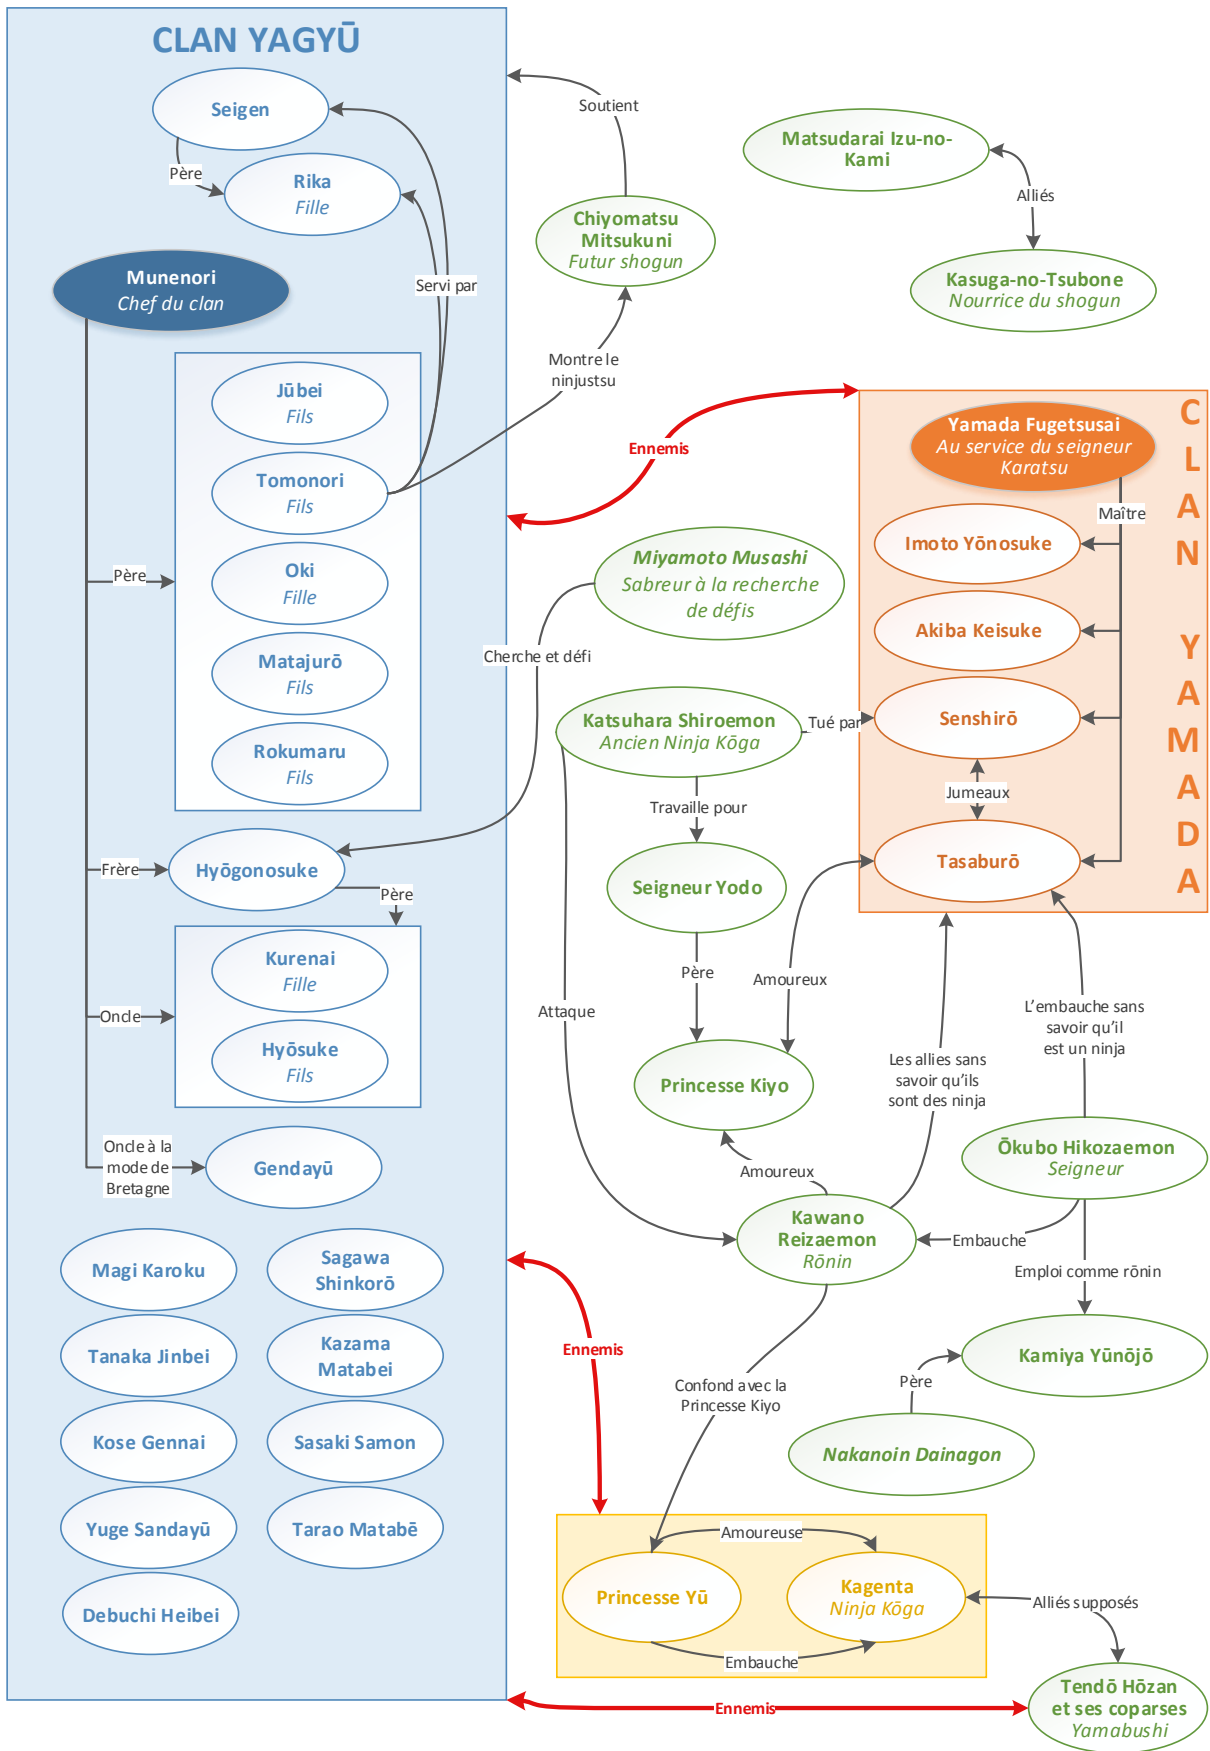 CLAN YAGYŪ
Seigen
Père
Rika
Fille
Munenori
Chef du clan
Servi par
Jūbei
Fils
Tomonori
Fils
Père
Oki
Fille
Matajurō
Fils
Rokumaru
Fils
Frère
Hyōgonosuke
Père
Kurenai
Fille
Oncle
Hyōsuke
Fils
Oncle à la
mode de
Bretagne
Gendayū
Magi Karoku
Sagawa
Shinkorō
Tanaka Jinbei
Kazama
Matabei
Kose Gennai
Sasaki Samon
Yuge Sandayū
Tarao Matabē
Debuchi Heibei
Soutient
Chiyomatsu
Mitsukuni
Futur shogun
Montre le
ninjustsu
Matsudarai Izu-no-
Kami
Alliés
Kasuga-no-Tsubone
Nourrice du shogun
Ennemis
CLAN YAMADA
Yamada Fugetsusai
Au service du seigneur
Karatsu
Maître
Imoto Yōnosuke
Akiba Keisuke
Senshirō
Jumeaux
Tasaburō
Miyamoto Musashi
Sabreur à la recherche
de défis
Cherche et défi
Katsuhara Shiroemon
Ancien Ninja Kōga
Tué par
Travaille pour
Seigneur Yodo
Père
Amoureux
Attaque
Princesse Kiyo
Amoureux
Les allies sans
savoir qu’ils
sont des ninja
L’embauche sans
savoir qu’il
est un ninja
Ōkubo Hikozaemon
Seigneur
Kawano
Reizaemon
Rōnin
Embauche
Emploi comme rōnin
Kamiya Yūnōjō
Père
Nakanoin Dainagon
Ennemis
Confond avec la
Princesse Kiyo
Amoureuse
Princesse Yū
Kagenta
Ninja Kōga
Embauche
Alliés supposés
Ennemis
Tendō Hōzan
et ses coparses
Yamabushi